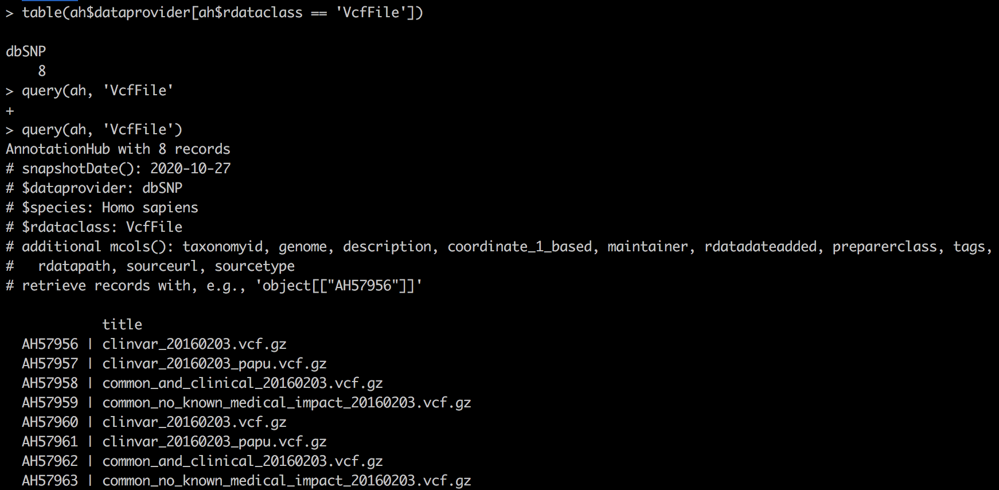 > table(ah$dataprovider[ah$rdataclass == 'VcfFile'])
dbSNP
    8
> query(ah, 'VcfFile'
+
> query(ah, 'VcfFile')
AnnotationHub with 8 records
# snapshotDate(): 2020-10-27
# $dataprovider: dbSNP
# $species: Homo sapiens
# $rdataclass: VcfFile
# additional mcols(): taxonomyid, genome, description, coordinate_1_based, maintainer, rdatadateadded, preparerclass, tags,
#   rdatapath, sourceurl, sourcetype
# retrieve records with, e.g., 'object[["AH57956"]]'
            title
  AH57956 | clinvar_20160203.vcf.gz
  AH57957 | clinvar_20160203_papu.vcf.gz
  AH57958 | common_and_clinical_20160203.vcf.gz
  AH57959 | common_no_known_medical_impact_20160203.vcf.gz
  AH57960 | clinvar_20160203.vcf.gz
  AH57961 | clinvar_20160203_papu.vcf.gz
  AH57962 | common_and_clinical_20160203.vcf.gz
  AH57963 | common_no_known_medical_impact_20160203.vcf.gz